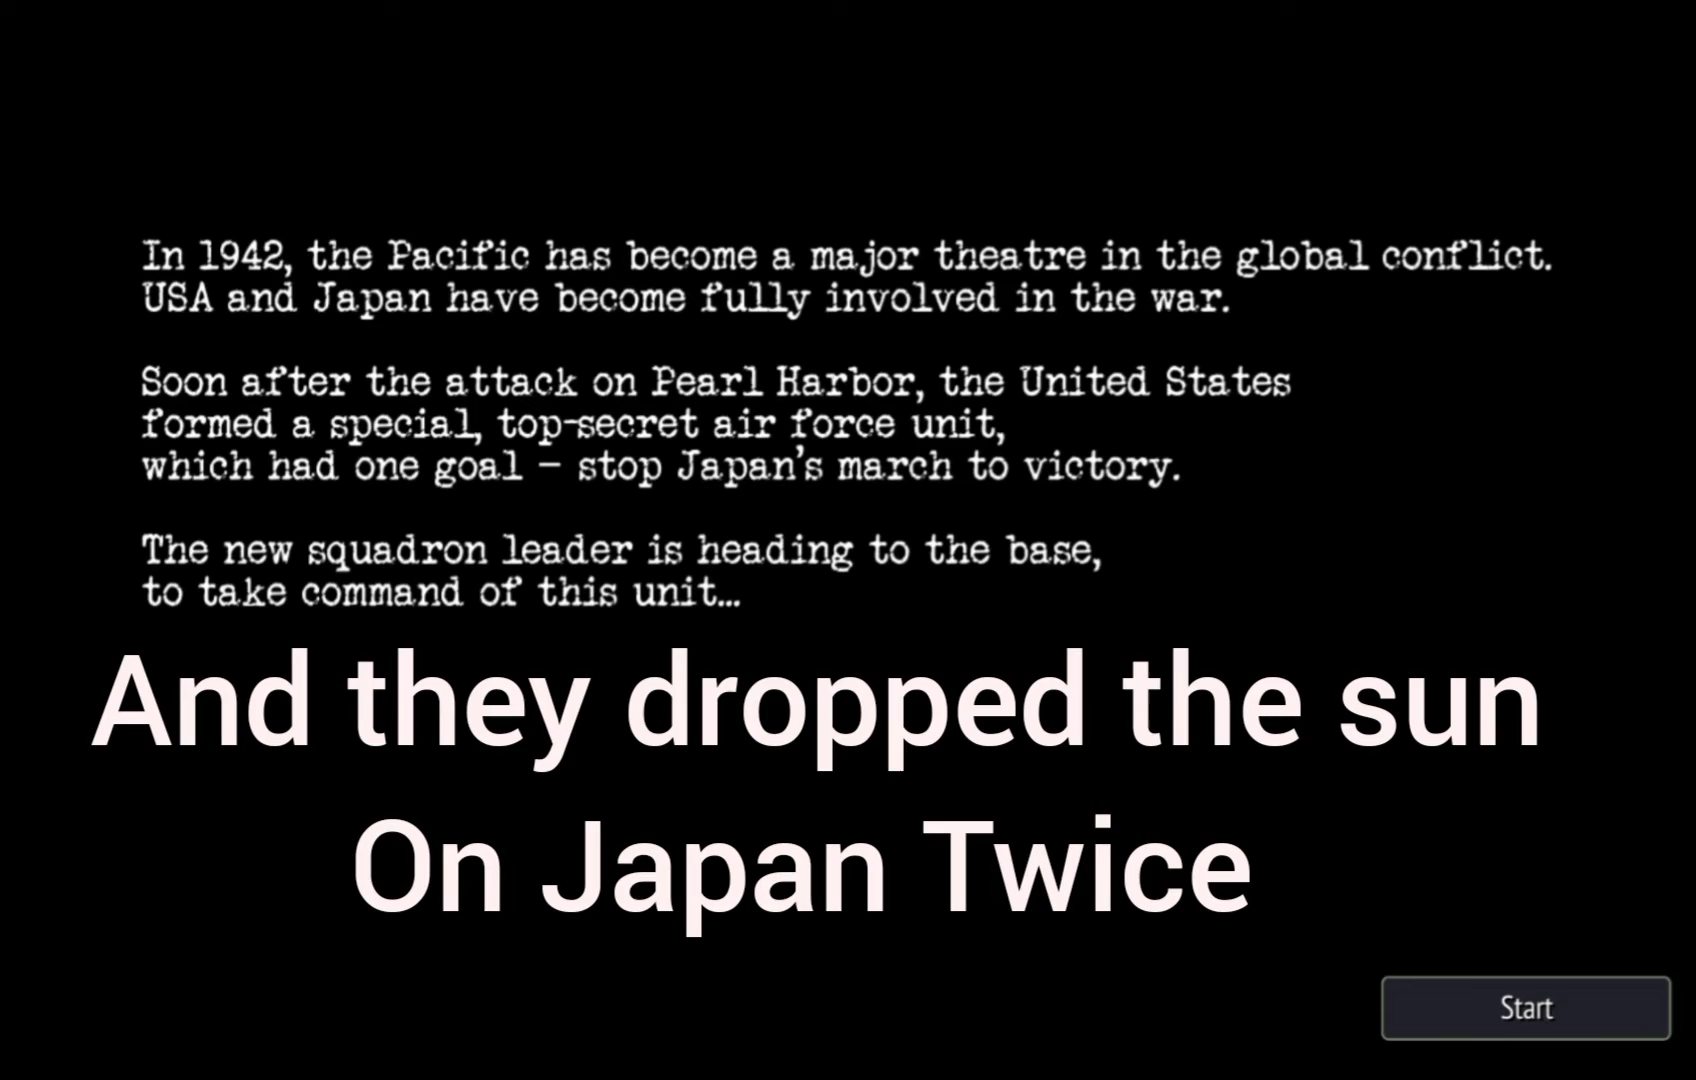 In 1942, the Pacific has become a major theatre in the global conflict.
USA and Japan have become fully involved in the war.
Soon after the attack on Pearl Harbor, the United States
formed a special, top-secret air force unit,
which had one goal – stop Japan's march to victory.
The new squadron leader is heading to the base,
to take command of this unit...
And they dropped the sun
On Japan Twice
Start